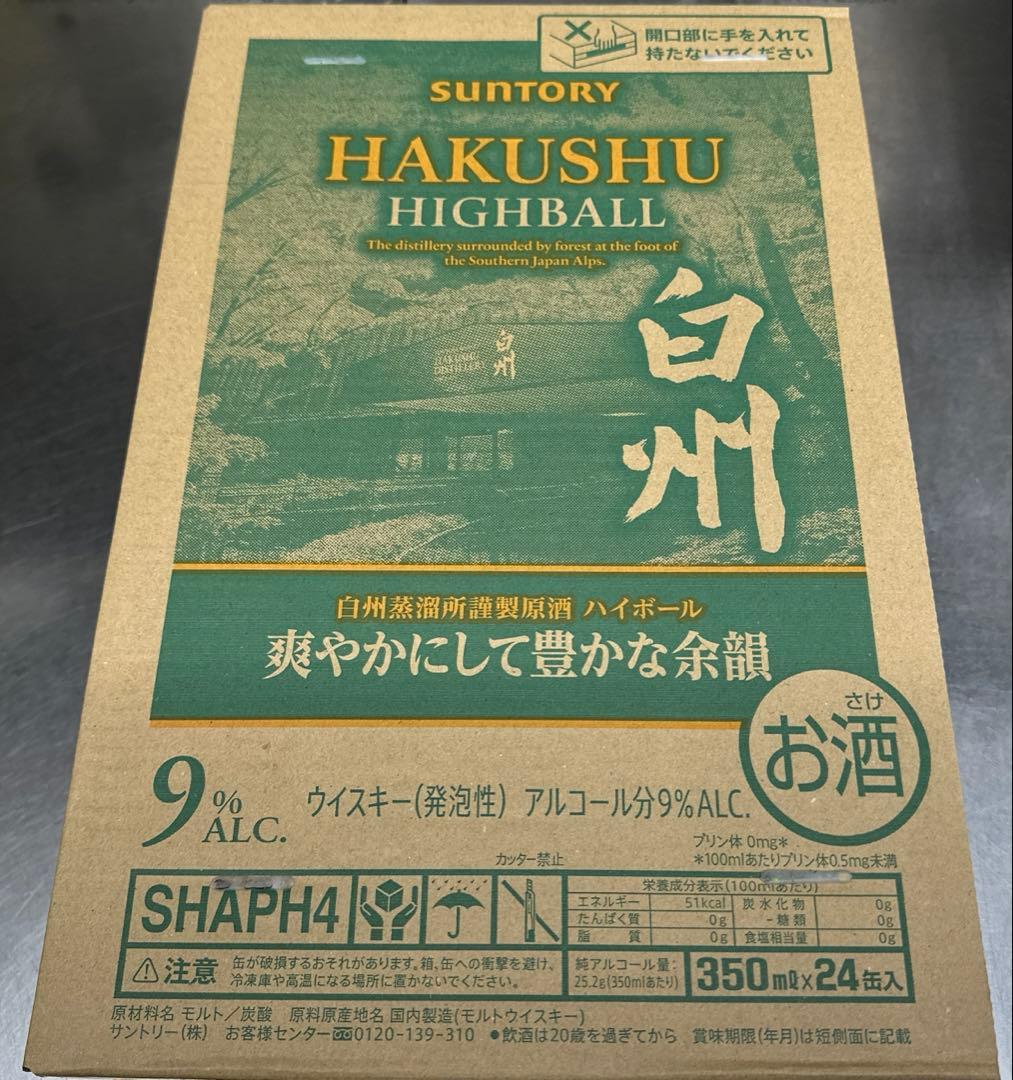 開口部に手を入れて
持たないでください
SUNTORY
HAKUSHU
HIGHBALL
The distillery surrounded by forest at the foot of
the Southern Japan Alps.
白州
HAKUSHU
DISTILLERY
白州
白州蒸溜所謹製原酒 ハイボール
爽やかにして豊かな余韻
さけ
お酒
9%
ALC.
ウイスキー(発泡性) アルコール分9%ALC.
プリン体 0mg*
*100mlあたりプリン体0.5mg未満
カッター禁止
SHAPH4
栄養成分表示(100mlあたり)
エネルギー 51kcal 炭水化物 0g
たんぱく質 0g -糖類 0g
脂質 0g 食塩相当量 0g
注意 缶が破損するおそれがあります。箱、缶への衝撃を避け、
冷凍庫や高温になる場所に置かないでください。
純アルコール量:
25.2g(350mlあたり)
350ml×24缶入
原材料名 モルト/炭酸 原料原産地名 国内製造(モルトウイスキー)
サントリー(株) お客様センター 0120-139-310 ●飲酒は20歳を過ぎてから 賞味期限(年月)は短側面に記載